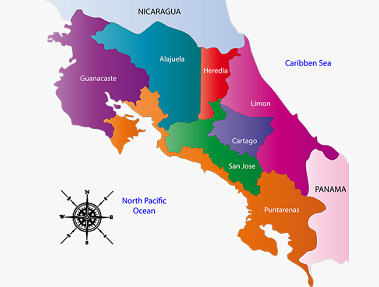 NICARAGUA
Alajuela
Caribben Sea
Guanacaste
Heredia
Limon
Cartago
San Jose
PANAMA
N
W
E
S
North Pacific
Ocean
Puntarenas